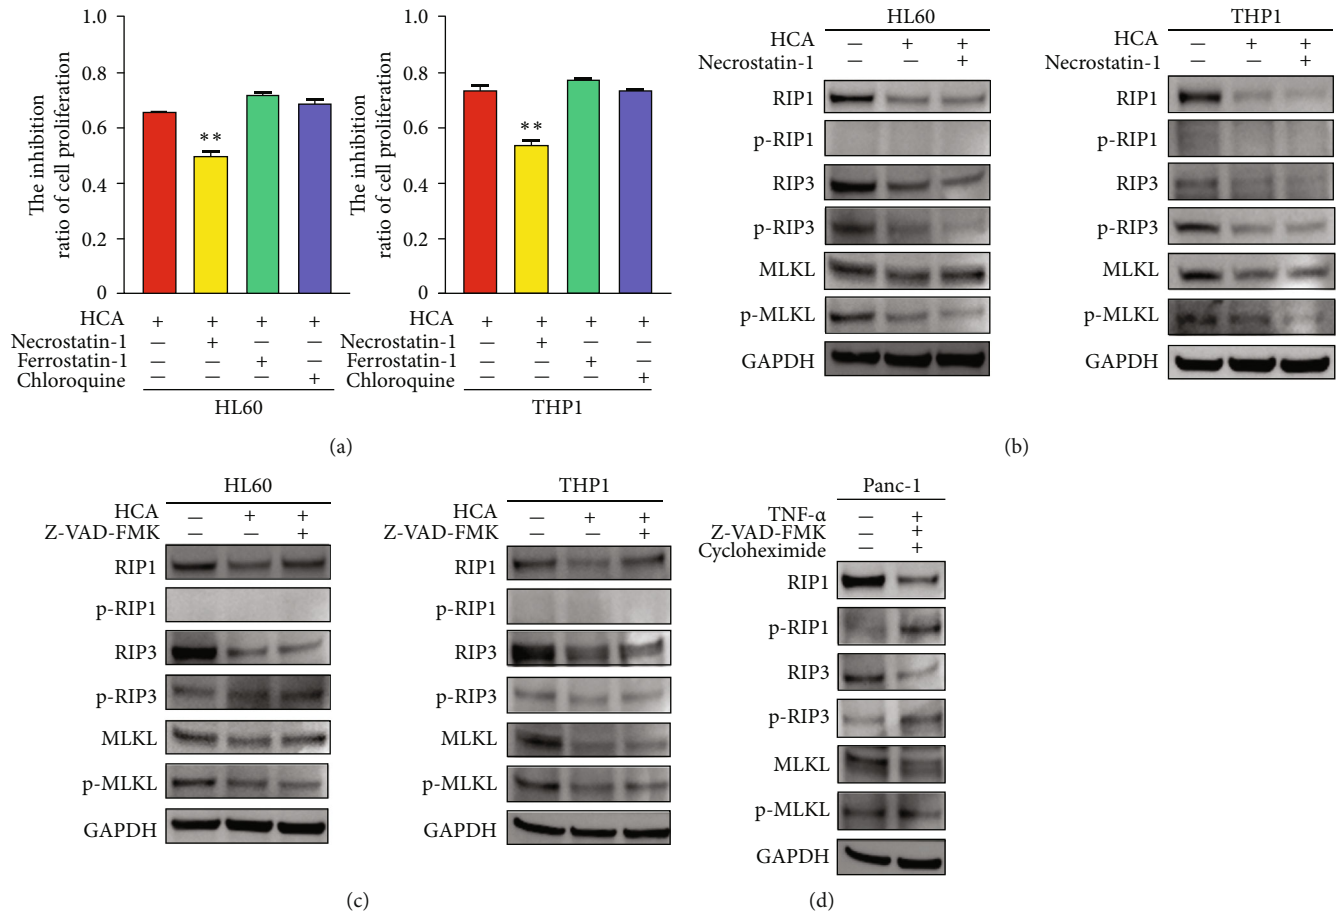 1.0
0.8
0.6
0.4
0.2
0
The inhibition
ratio of cell proliferation
**
HCA + + + +
Necrostatin-1 – + – –
Ferrostatin-1 – – + –
Chloroquine – – – +
HL60
1.0
0.8
0.6
0.4
0.2
0
The inhibition
ratio of cell proliferation
**
HCA + + + +
Necrostatin-1 – + – –
Ferrostatin-1 – – + –
Chloroquine – – – +
THP1
(a)
HL60
HCA – + +
Necrostatin-1 – – +
RIP1
p-RIP1
RIP3
p-RIP3
MLKL
p-MLKL
GAPDH
THP1
HCA – + +
Necrostatin-1 – – +
RIP1
p-RIP1
RIP3
p-RIP3
MLKL
p-MLKL
GAPDH
(b)
HL60
HCA – + +
Z-VAD-FMK – – +
RIP1
p-RIP1
RIP3
p-RIP3
MLKL
p-MLKL
GAPDH
THP1
HCA – + +
Z-VAD-FMK – – +
RIP1
p-RIP1
RIP3
p-RIP3
MLKL
p-MLKL
GAPDH
(c)
Panc-1
TNF-α – +
Z-VAD-FMK – +
Cycloheximide – +
RIP1
p-RIP1
RIP3
p-RIP3
MLKL
p-MLKL
GAPDH
(d)